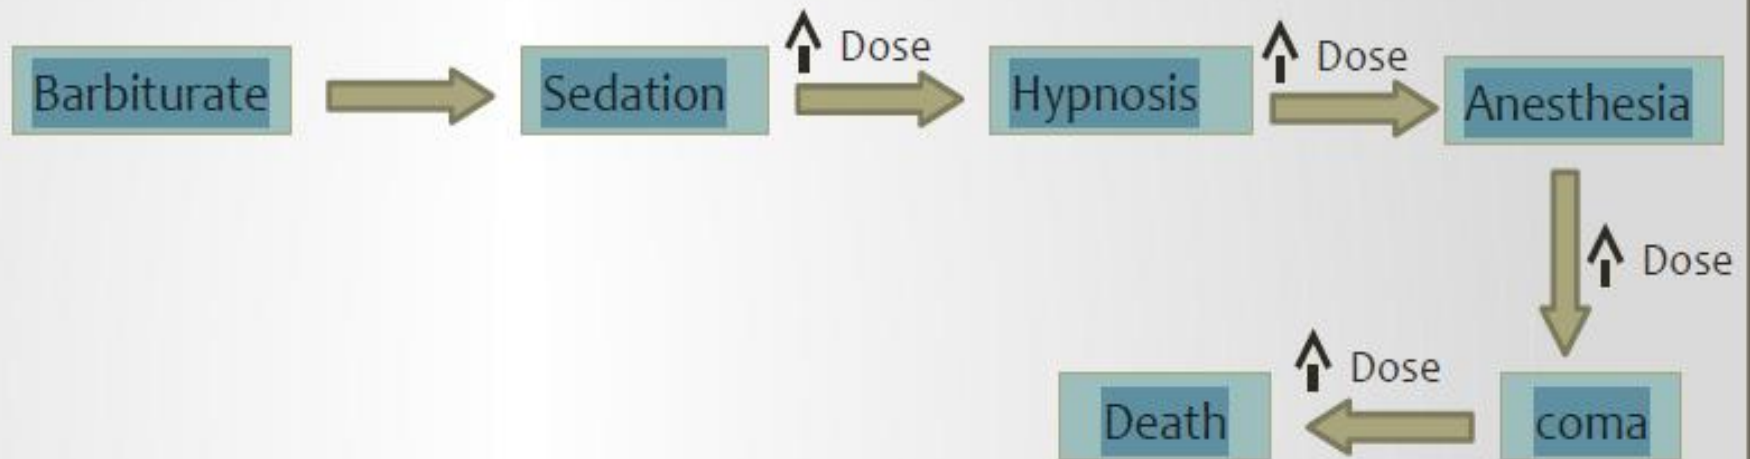 Barbiturate
Sedation
Dose
Hypnosis
Dose
Anesthesia
Dose
coma
Dose
Death